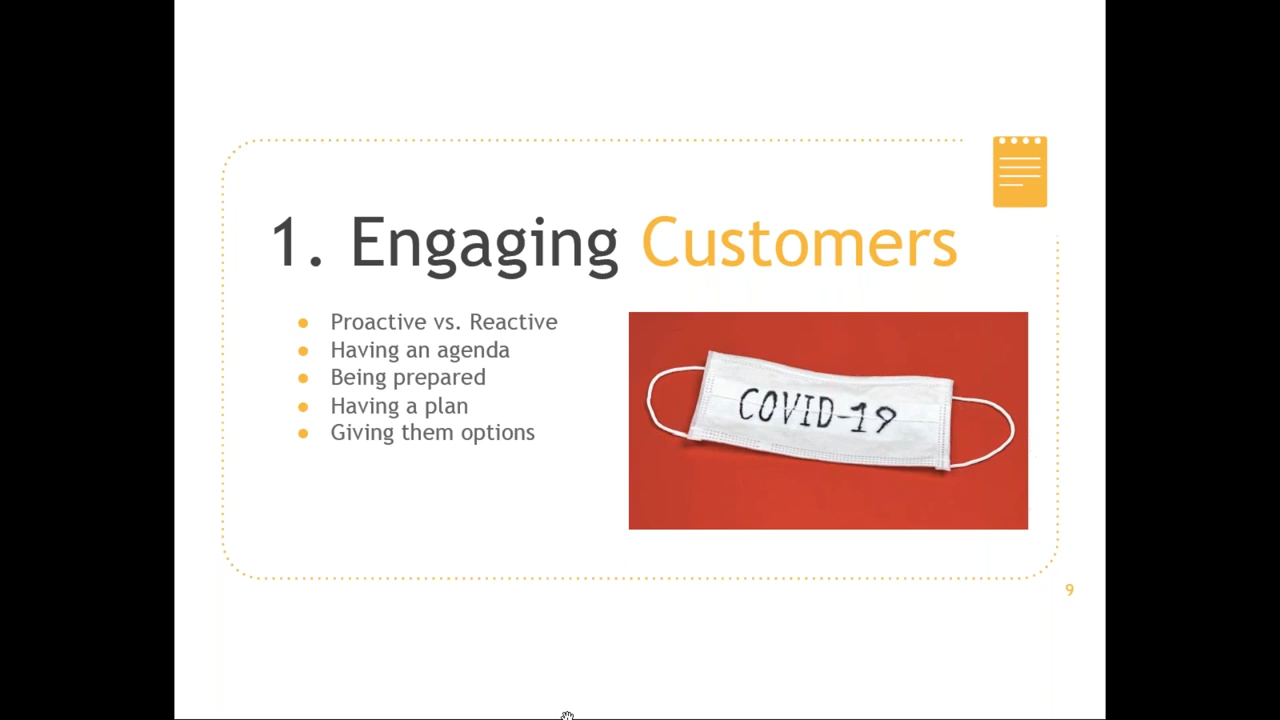 1. Engaging Customers
Proactive vs. Reactive
Having an agenda
Being prepared
Having a plan
Giving them options
COVID-19
9